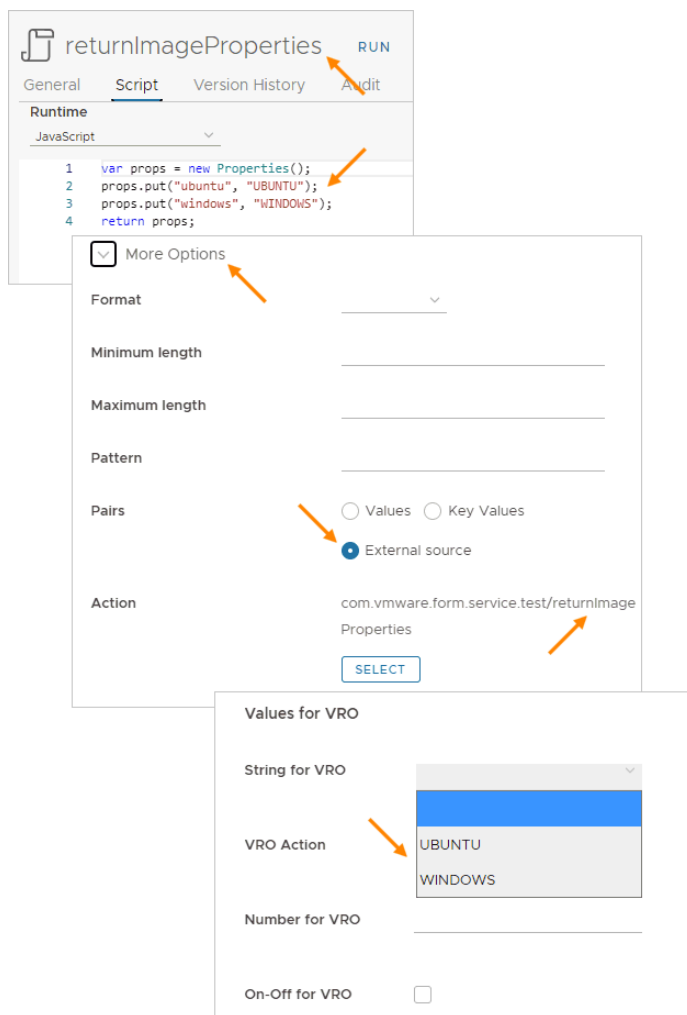 returnImageProperties RUN
General Script Version History Audit
Runtime
JavaScript
1 var props = new Properties();
2 props.put("ubuntu", "UBUNTU");
3 props.put("windows", "WINDOWS");
4 return props;
More Options
Format
Minimum length
Maximum length
Pattern
Pairs Values Key Values
External source
Action com.vmware.form.service.test/returnImage
Properties
SELECT
Values for VRO
String for VRO
VRO Action UBUNTU
WINDOWS
Number for VRO
On-Off for VRO